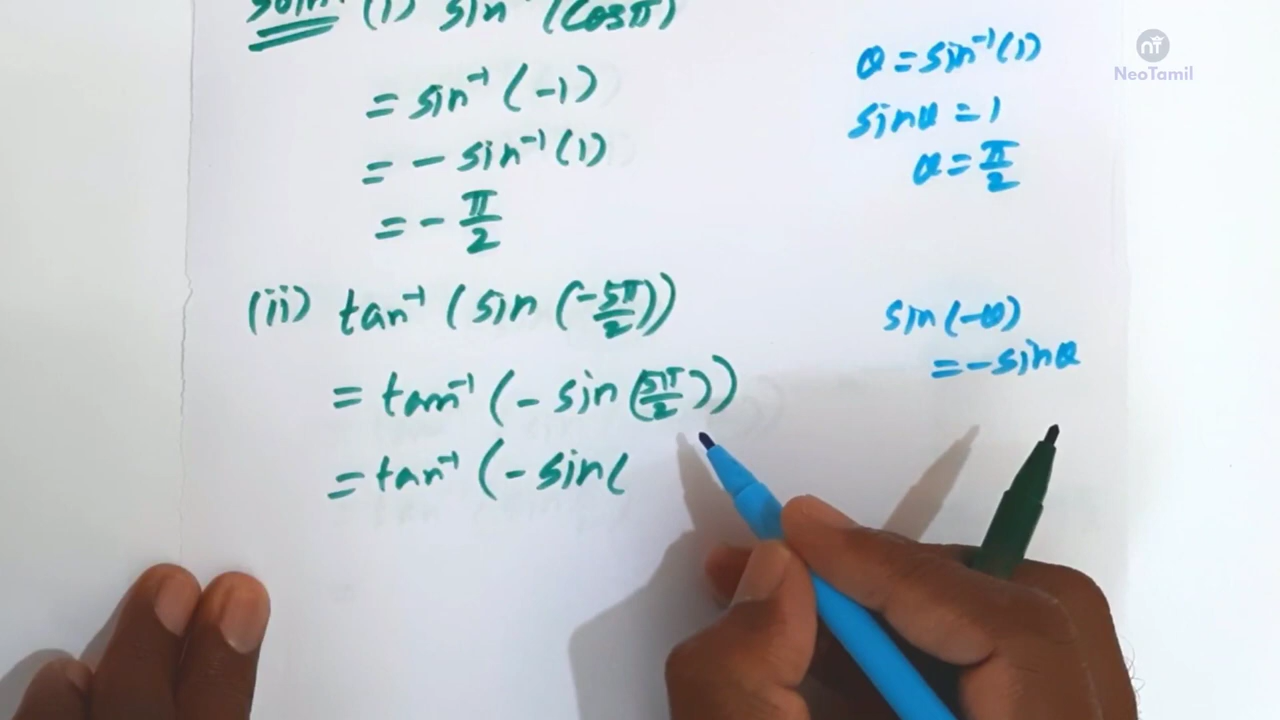 Soln: (i) sin⁻¹ (cosπ)
= sin⁻¹ (-1)
= - sin⁻¹ (1)
= - π/2
(ii) tan⁻¹ (sin (-5π/2))
= tan⁻¹ (- sin (5π/2))
= tan⁻¹ (- sin(
θ = sin⁻¹ (1)
sinθ = 1
θ = π/2
sin (-θ)
= - sinθ
NT
NeoTamil